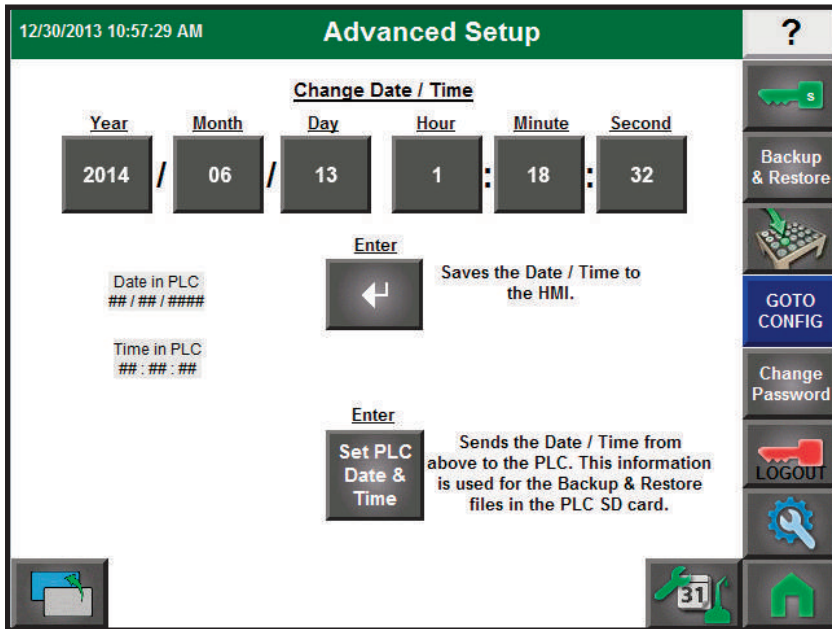 12/30/2013 10:57:29 AM
Advanced Setup
?
Change Date / Time
Year Month Day Hour Minute Second
2014 / 06 / 13 1 : 18 : 32
Enter
Saves the Date / Time to
the HMI.
Date in PLC
## / ## / ####
Time in PLC
## : ## : ##
Enter
Set PLC
Date &
Time
Sends the Date / Time from
above to the PLC. This information
is used for the Backup & Restore
files in the PLC SD card.
s
Backup
& Restore
GOTO
CONFIG
Change
Password
LOGOUT
31